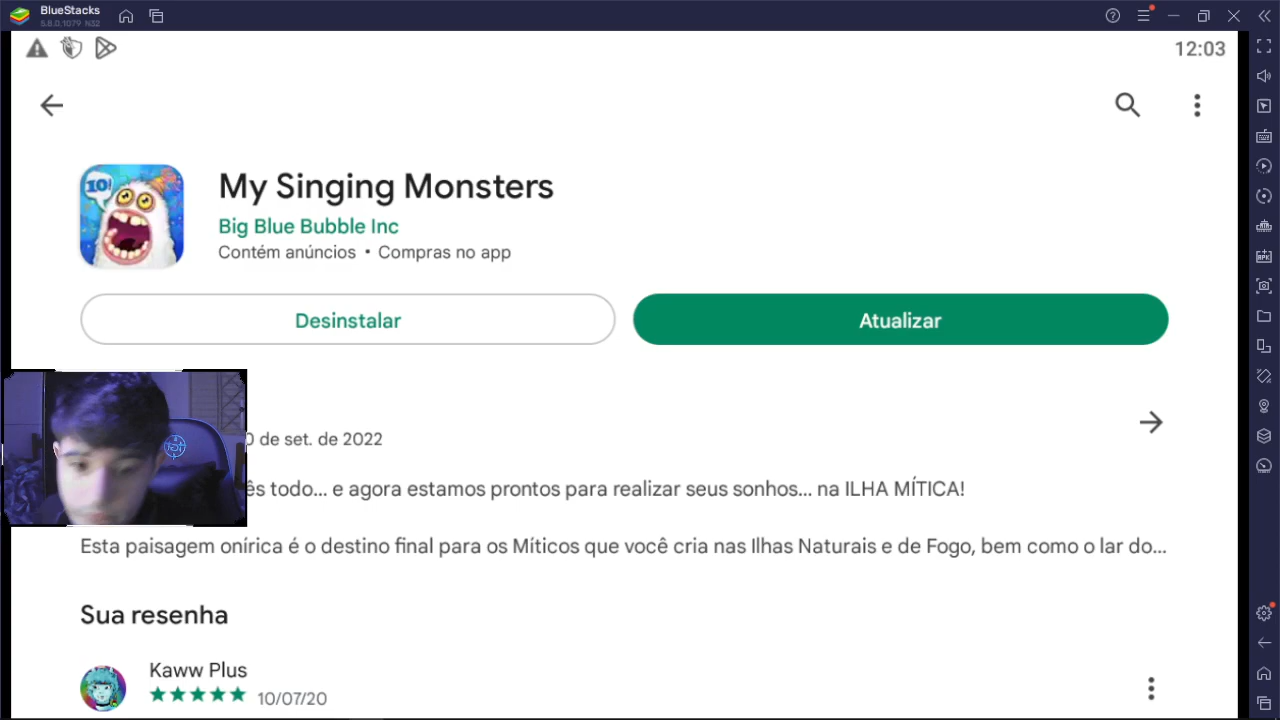 BlueStacks
5.8.0.1079 N32
12:03
10!
My Singing Monsters
Big Blue Bubble Inc
Contém anúncios • Compras no app
Desinstalar
Atualizar
de set. de 2022
ês todo... e agora estamos prontos para realizar seus sonhos... na ILHA MÍTICA!
Esta paisagem onírica é o destino final para os Míticos que você cria nas Ilhas Naturais e de Fogo, bem como o lar do...
Sua resenha
Kaww Plus
10/07/20